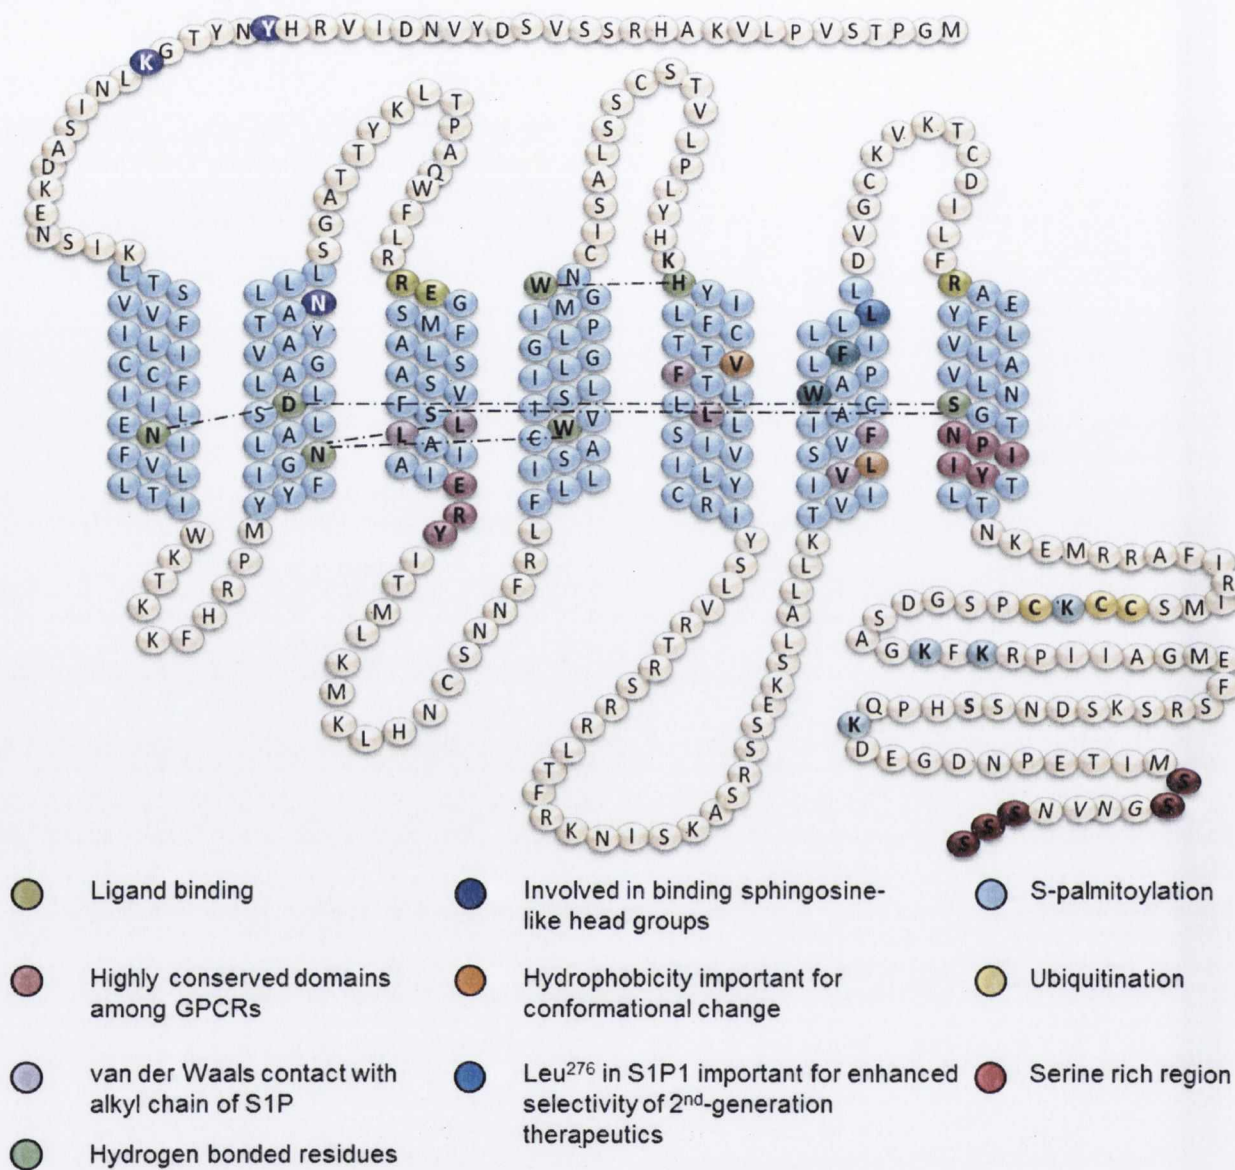 G T Y N Y H R V I D N V Y D S V S S R H A K V L P V S T P G M
K
L N I S A D K E N S I K
L T S
V V F
I L I
C C F
I I L
E N I
F V L
L T I
W K T K K F H R P M
L L L
T A N
V A Y
L A G
S D L
L A L
I G N
Y Y F
S G A T T Y K L T P A Q W F L R
R E G
S M F
A L S
A S V
F S L
L A I
A I E
R
Y
I T M L K M K L H N C S N N F R L
W N G
I M P
G L G
I L L
T S V
C W A
I S L
F L
C I S A L S S C S T V L P L Y H K
H Y I
L F C
T T V
F T L
L L L
S I V
I L Y
C R I
Y S L V R T R S R R L T F R K N I S K A S R S S E K S L A L L K
L L L
L F I
W A P
I A C
S V F
I V L
T V I
L
D V G C K V K T C D I L F
R A E
Y F L
V L A
V L N
S G T
N P I
I Y T
L T
N K E M R R A F I
R
S D G S P C K C C S M I
A G K F K R P I I A G M E
F
Q P H S S N D S K S R S
K
D E G D N P E T I M
S
S S S N V N G S
Ligand binding
Highly conserved domains
among GPCRs
van der Waals contact with
alkyl chain of S1P
Hydrogen bonded residues
Involved in binding sphingosine-
like head groups
Hydrophobicity important for
conformational change
Leu276 in S1P1 important for enhanced
selectivity of 2nd-generation
therapeutics
S-palmitoylation
Ubiquitination
Serine rich region